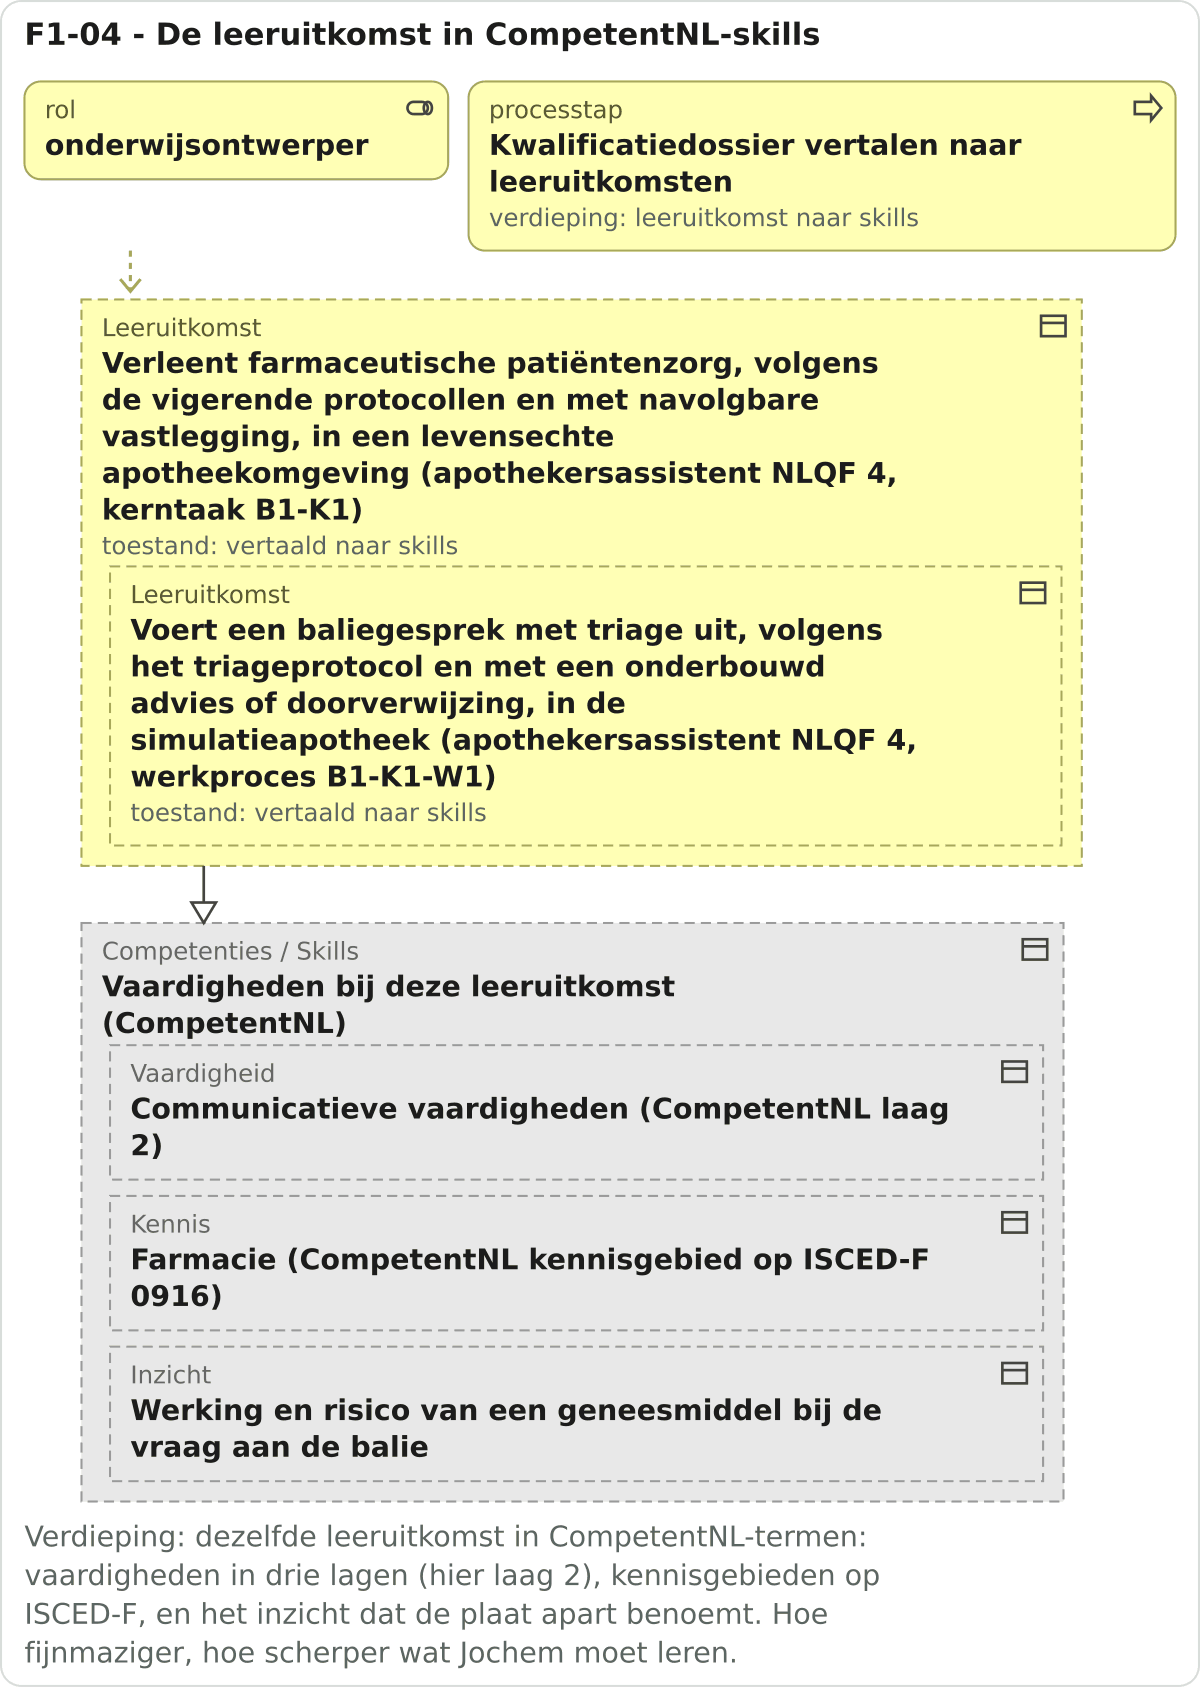 F1-04 - De leeruitkomst in CompetentNL-skills
rol
onderwijsontwerper
processtap
Kwalificatiedossier vertalen naar
leeruitkomsten
verdieping: leeruitkomst naar skills
Leeruitkomst
Verleent farmaceutische patiëntenzorg, volgens
de vigerende protocollen en met navolgbare
vastlegging, in een levensechte
apotheekomgeving (apothekersassistent NLQF 4,
kerntaak B1-K1)
toestand: vertaald naar skills
Leeruitkomst
Voert een baliegesprek met triage uit, volgens
het triageprotocol en met een onderbouwd
advies of doorverwijzing, in de
simulatieapotheek (apothekersassistent NLQF 4,
werkproces B1-K1-W1)
toestand: vertaald naar skills
Competenties / Skills
Vaardigheden bij deze leeruitkomst
(CompetentNL)
Vaardigheid
Communicatieve vaardigheden (CompetentNL laag
2)
Kennis
Farmacie (CompetentNL kennisgebied op ISCED-F
0916)
Inzicht
Werking en risico van een geneesmiddel bij de
vraag aan de balie
Verdieping: dezelfde leeruitkomst in CompetentNL-termen:
vaardigheden in drie lagen (hier laag 2), kennisgebieden op
ISCED-F, en het inzicht dat de plaat apart benoemt. Hoe
fijnmaziger, hoe scherper wat Jochem moet leren.